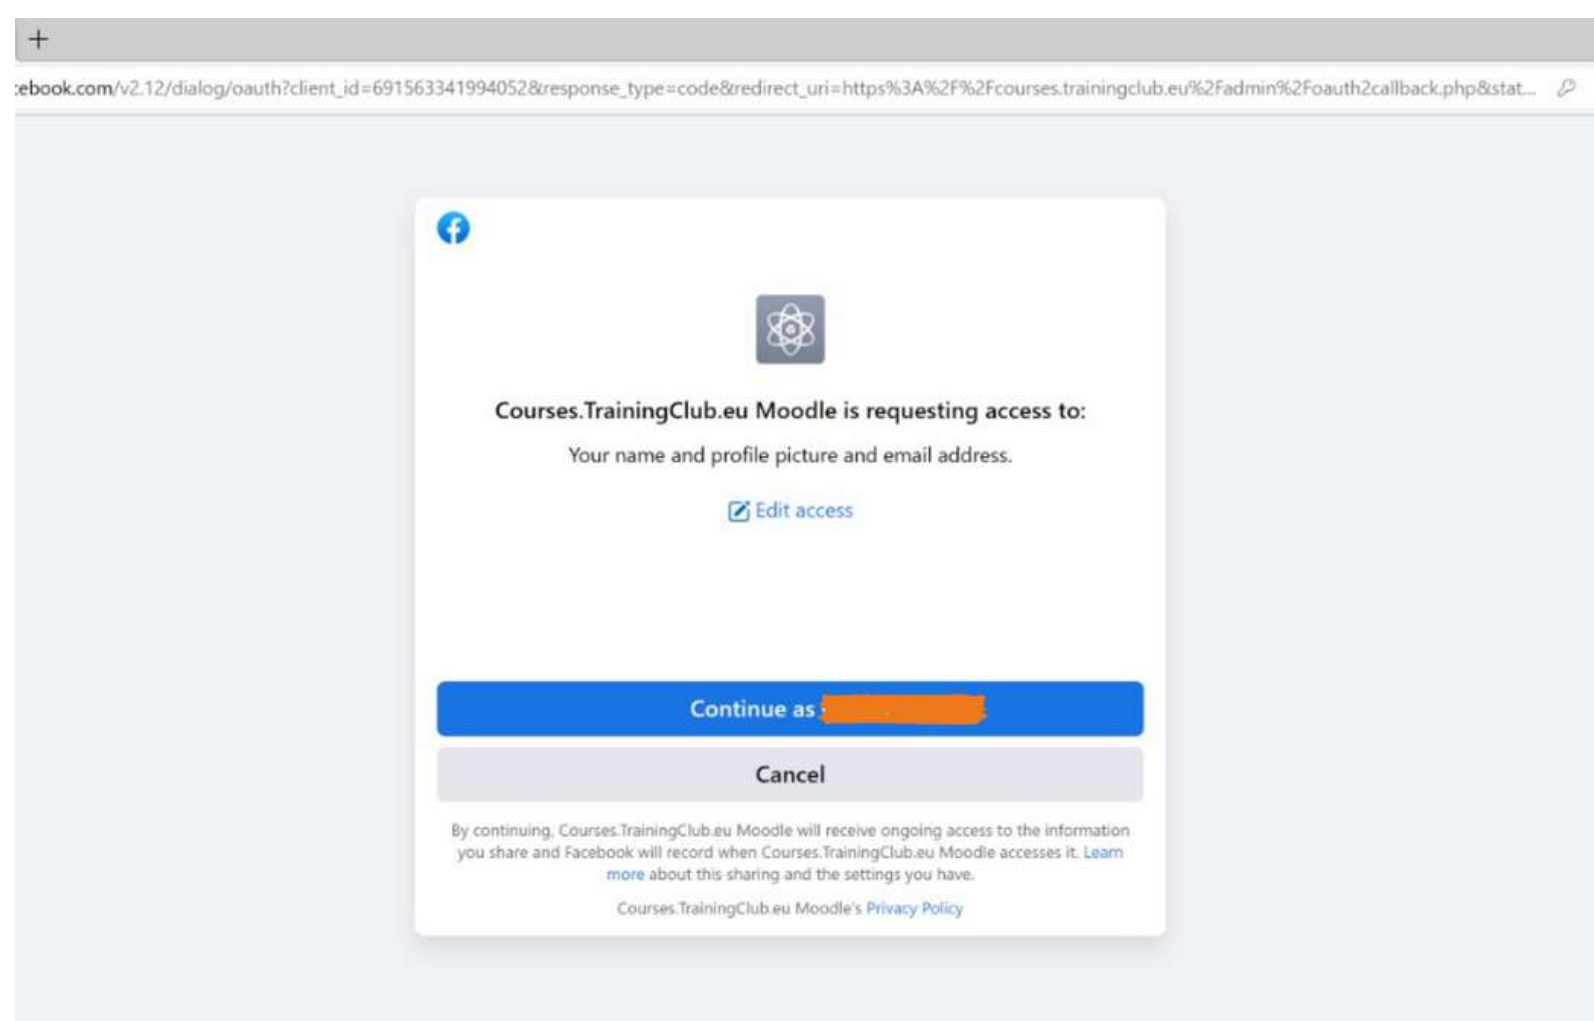 +
cebook.com/v2.12/dialog/oauth?client_id=691563341994052&response_type=code&redirect_uri=https%3A%2F%2Fcourses.trainingclub.eu%2Fadmin%2Foauth2callback.php&stat...
Courses.TrainingClub.eu Moodle is requesting access to:
Your name and profile picture and email address.
Edit access
Continue as
Cancel
By continuing, Courses.TrainingClub.eu Moodle will receive ongoing access to the information
you share and Facebook will record when Courses.TrainingClub.eu Moodle accesses it. Learn
more about this sharing and the settings you have.
Courses.TrainingClub.eu Moodle's Privacy Policy